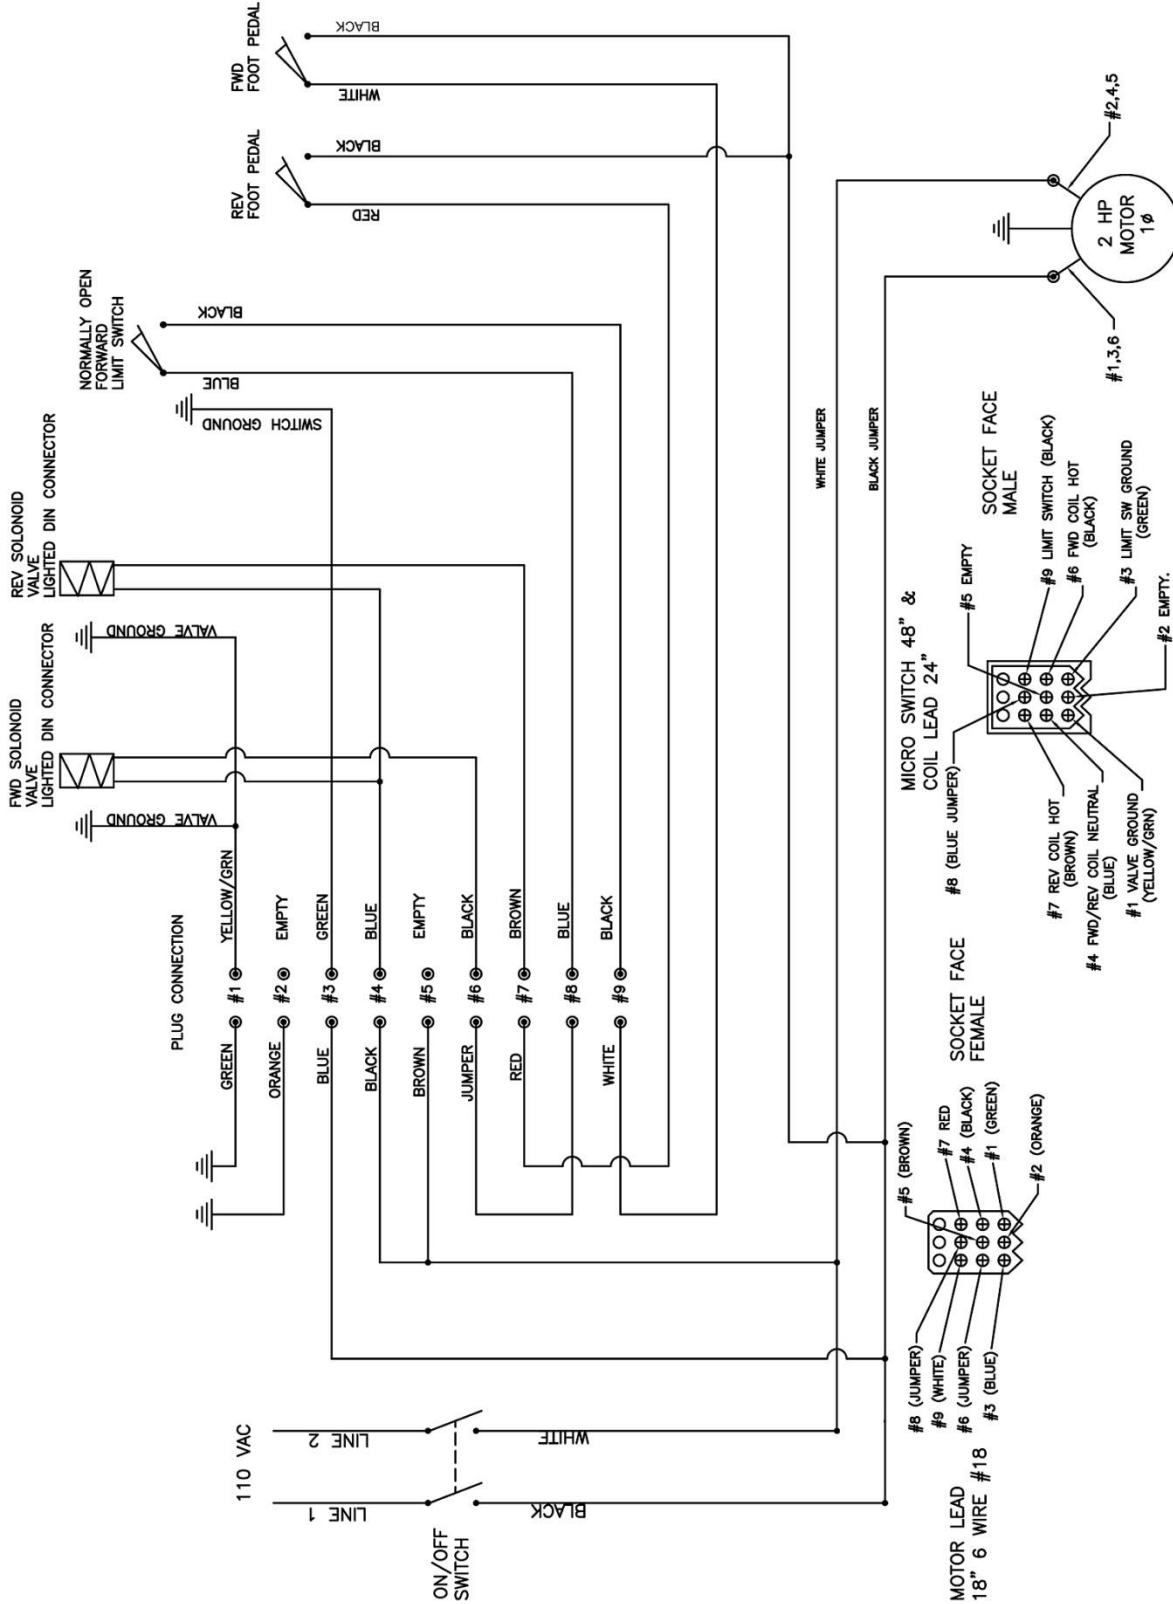 110 VAC
LINE 1
LINE 2
ON/OFF
SWITCH
BLACK
WHITE
PLUG CONNECTION
GREEN
#1
YELLOW/GRN
ORANGE
#2
EMPTY
BLUE
#3
GREEN
BLACK
#4
BLUE
BROWN
#5
EMPTY
JUMPER
#6
BLACK
RED
#7
BROWN
#8
BLUE
WHITE
#9
BLACK
FWD SOLONOID
VALVE
LIGHTED DIN CONNECTOR
VALVE GROUND
REV SOLONOID
VALVE
LIGHTED DIN CONNECTOR
VALVE GROUND
NORMALLY OPEN
FORWARD
LIMIT SWITCH
SWITCH GROUND
BLUE
BLACK
REV
FOOT PEDAL
RED
BLACK
FWD
FOOT PEDAL
WHITE
BLACK
WHITE JUMPER
BLACK JUMPER
2 HP
MOTOR
1ø
#1,3,6
#2,4,5
MOTOR LEAD
18" 6 WIRE #18
SOCKET FACE
FEMALE
#8 (JUMPER)
#9 (WHITE)
#6 (JUMPER)
#3 (BLUE)
#5 (BROWN)
#7 RED
#4 (BLACK)
#1 (GREEN)
#2 (ORANGE)
MICRO SWITCH 48" &
COIL LEAD 24"
SOCKET FACE
MALE
#8 (BLUE JUMPER)
#7 REV COIL HOT
(BROWN)
#4 FWD/REV COIL NEUTRAL
(BLUE)
#1 VALVE GROUND
(YELLOW/GRN)
#5 EMPTY
#9 LIMIT SWITCH (BLACK)
#6 FWD COIL HOT
(BLACK)
#3 LIMIT SW GROUND
(GREEN)
#2 EMPTY.